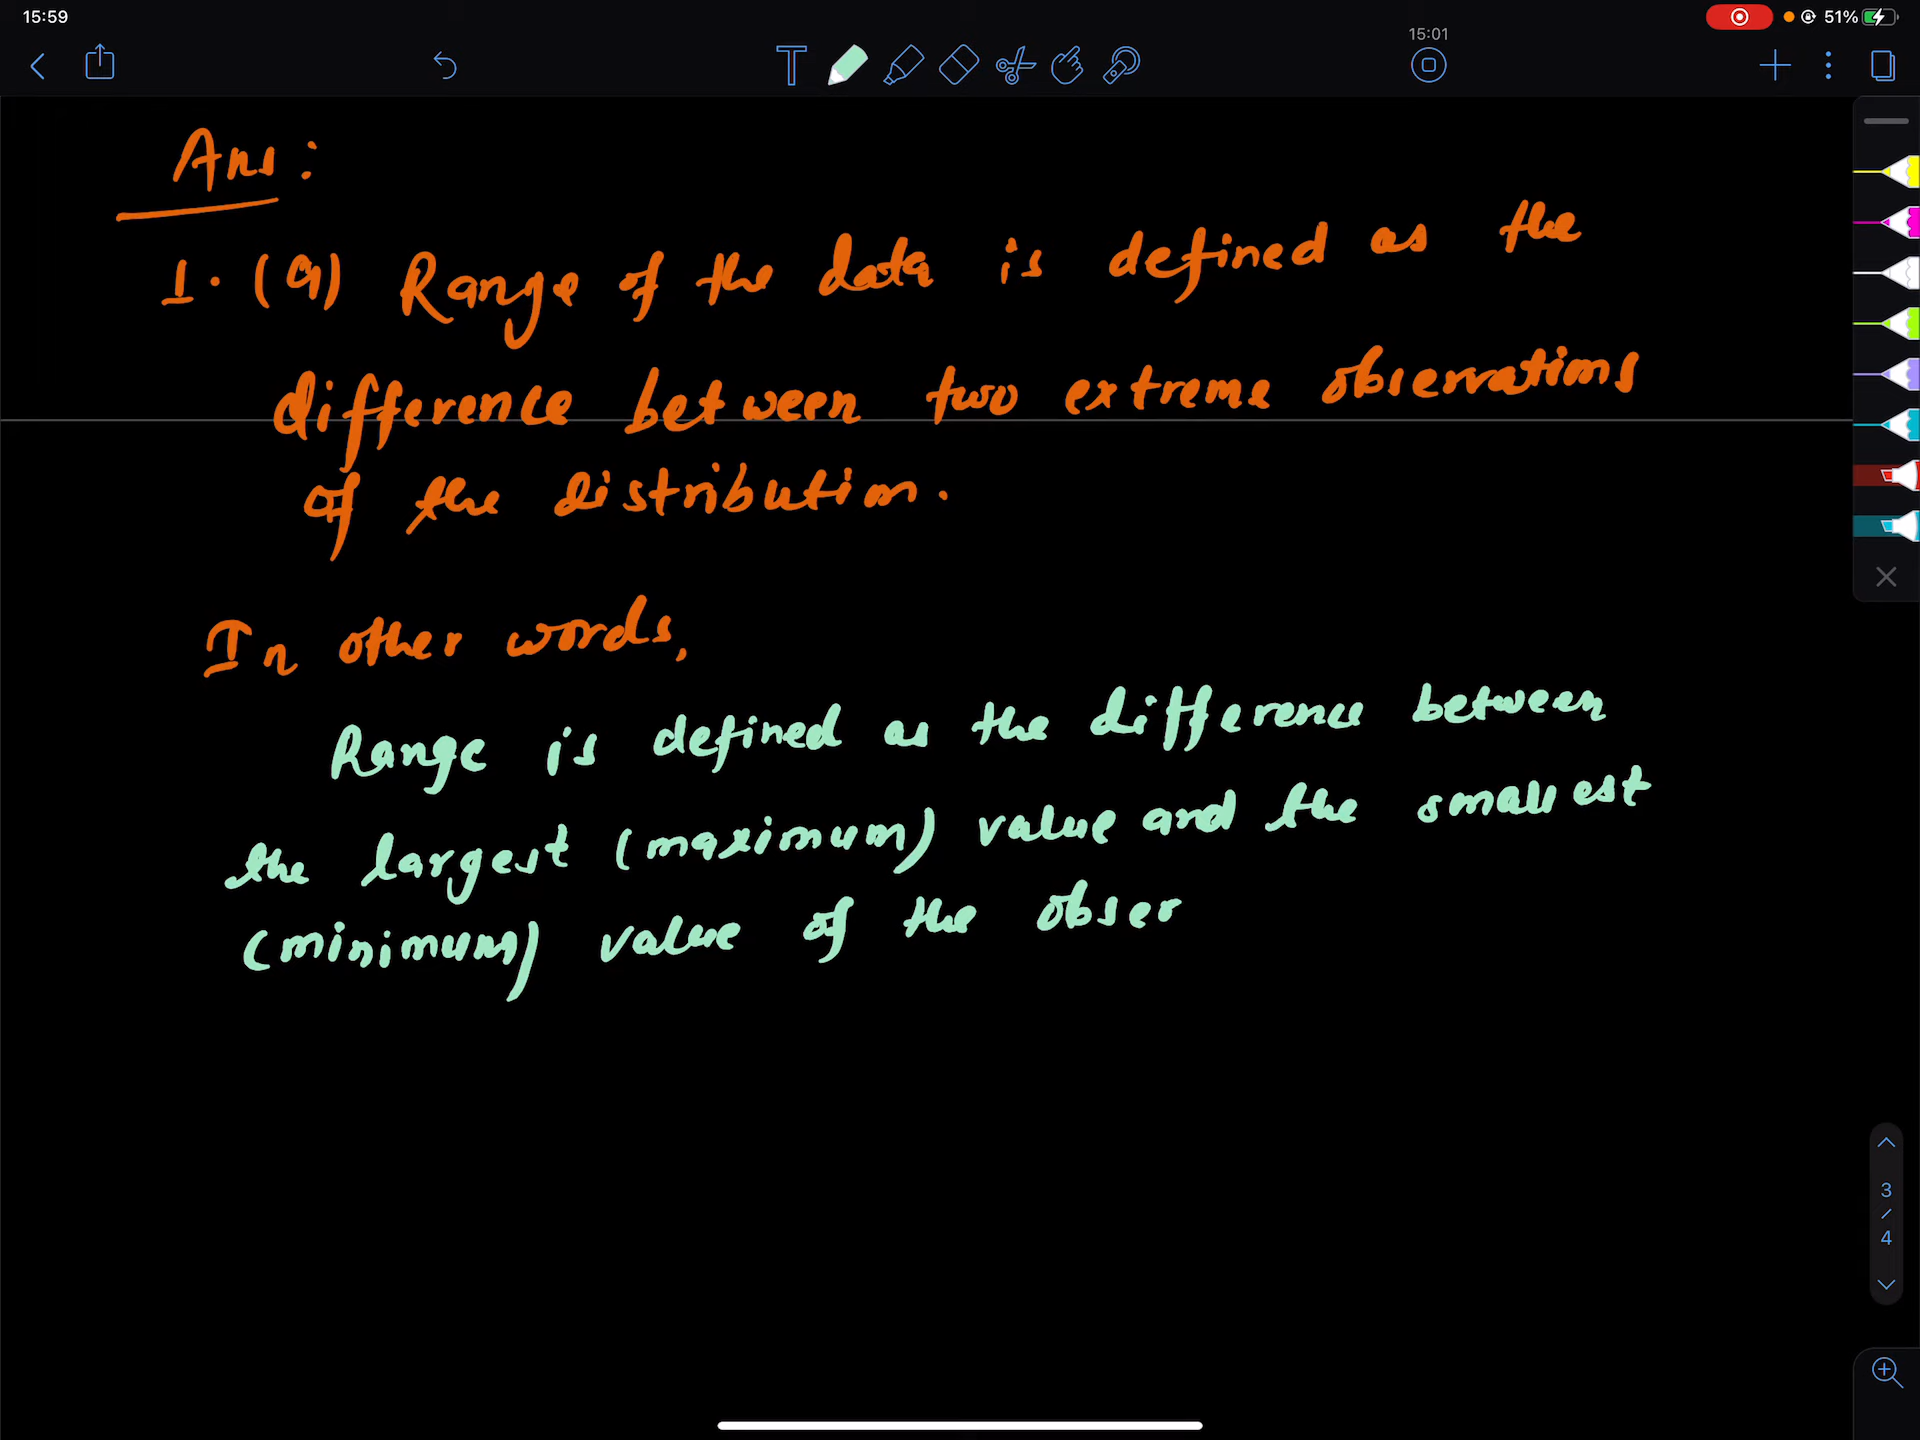 15:59
51%
15:01
Ans:
1. (a) Range of the data is defined as the
difference between two extreme observations
of the distribution.
In other words,
Range is defined as the difference between
the largest (maximum) value and the smallest
(minimum) value of the obser
3
/
4